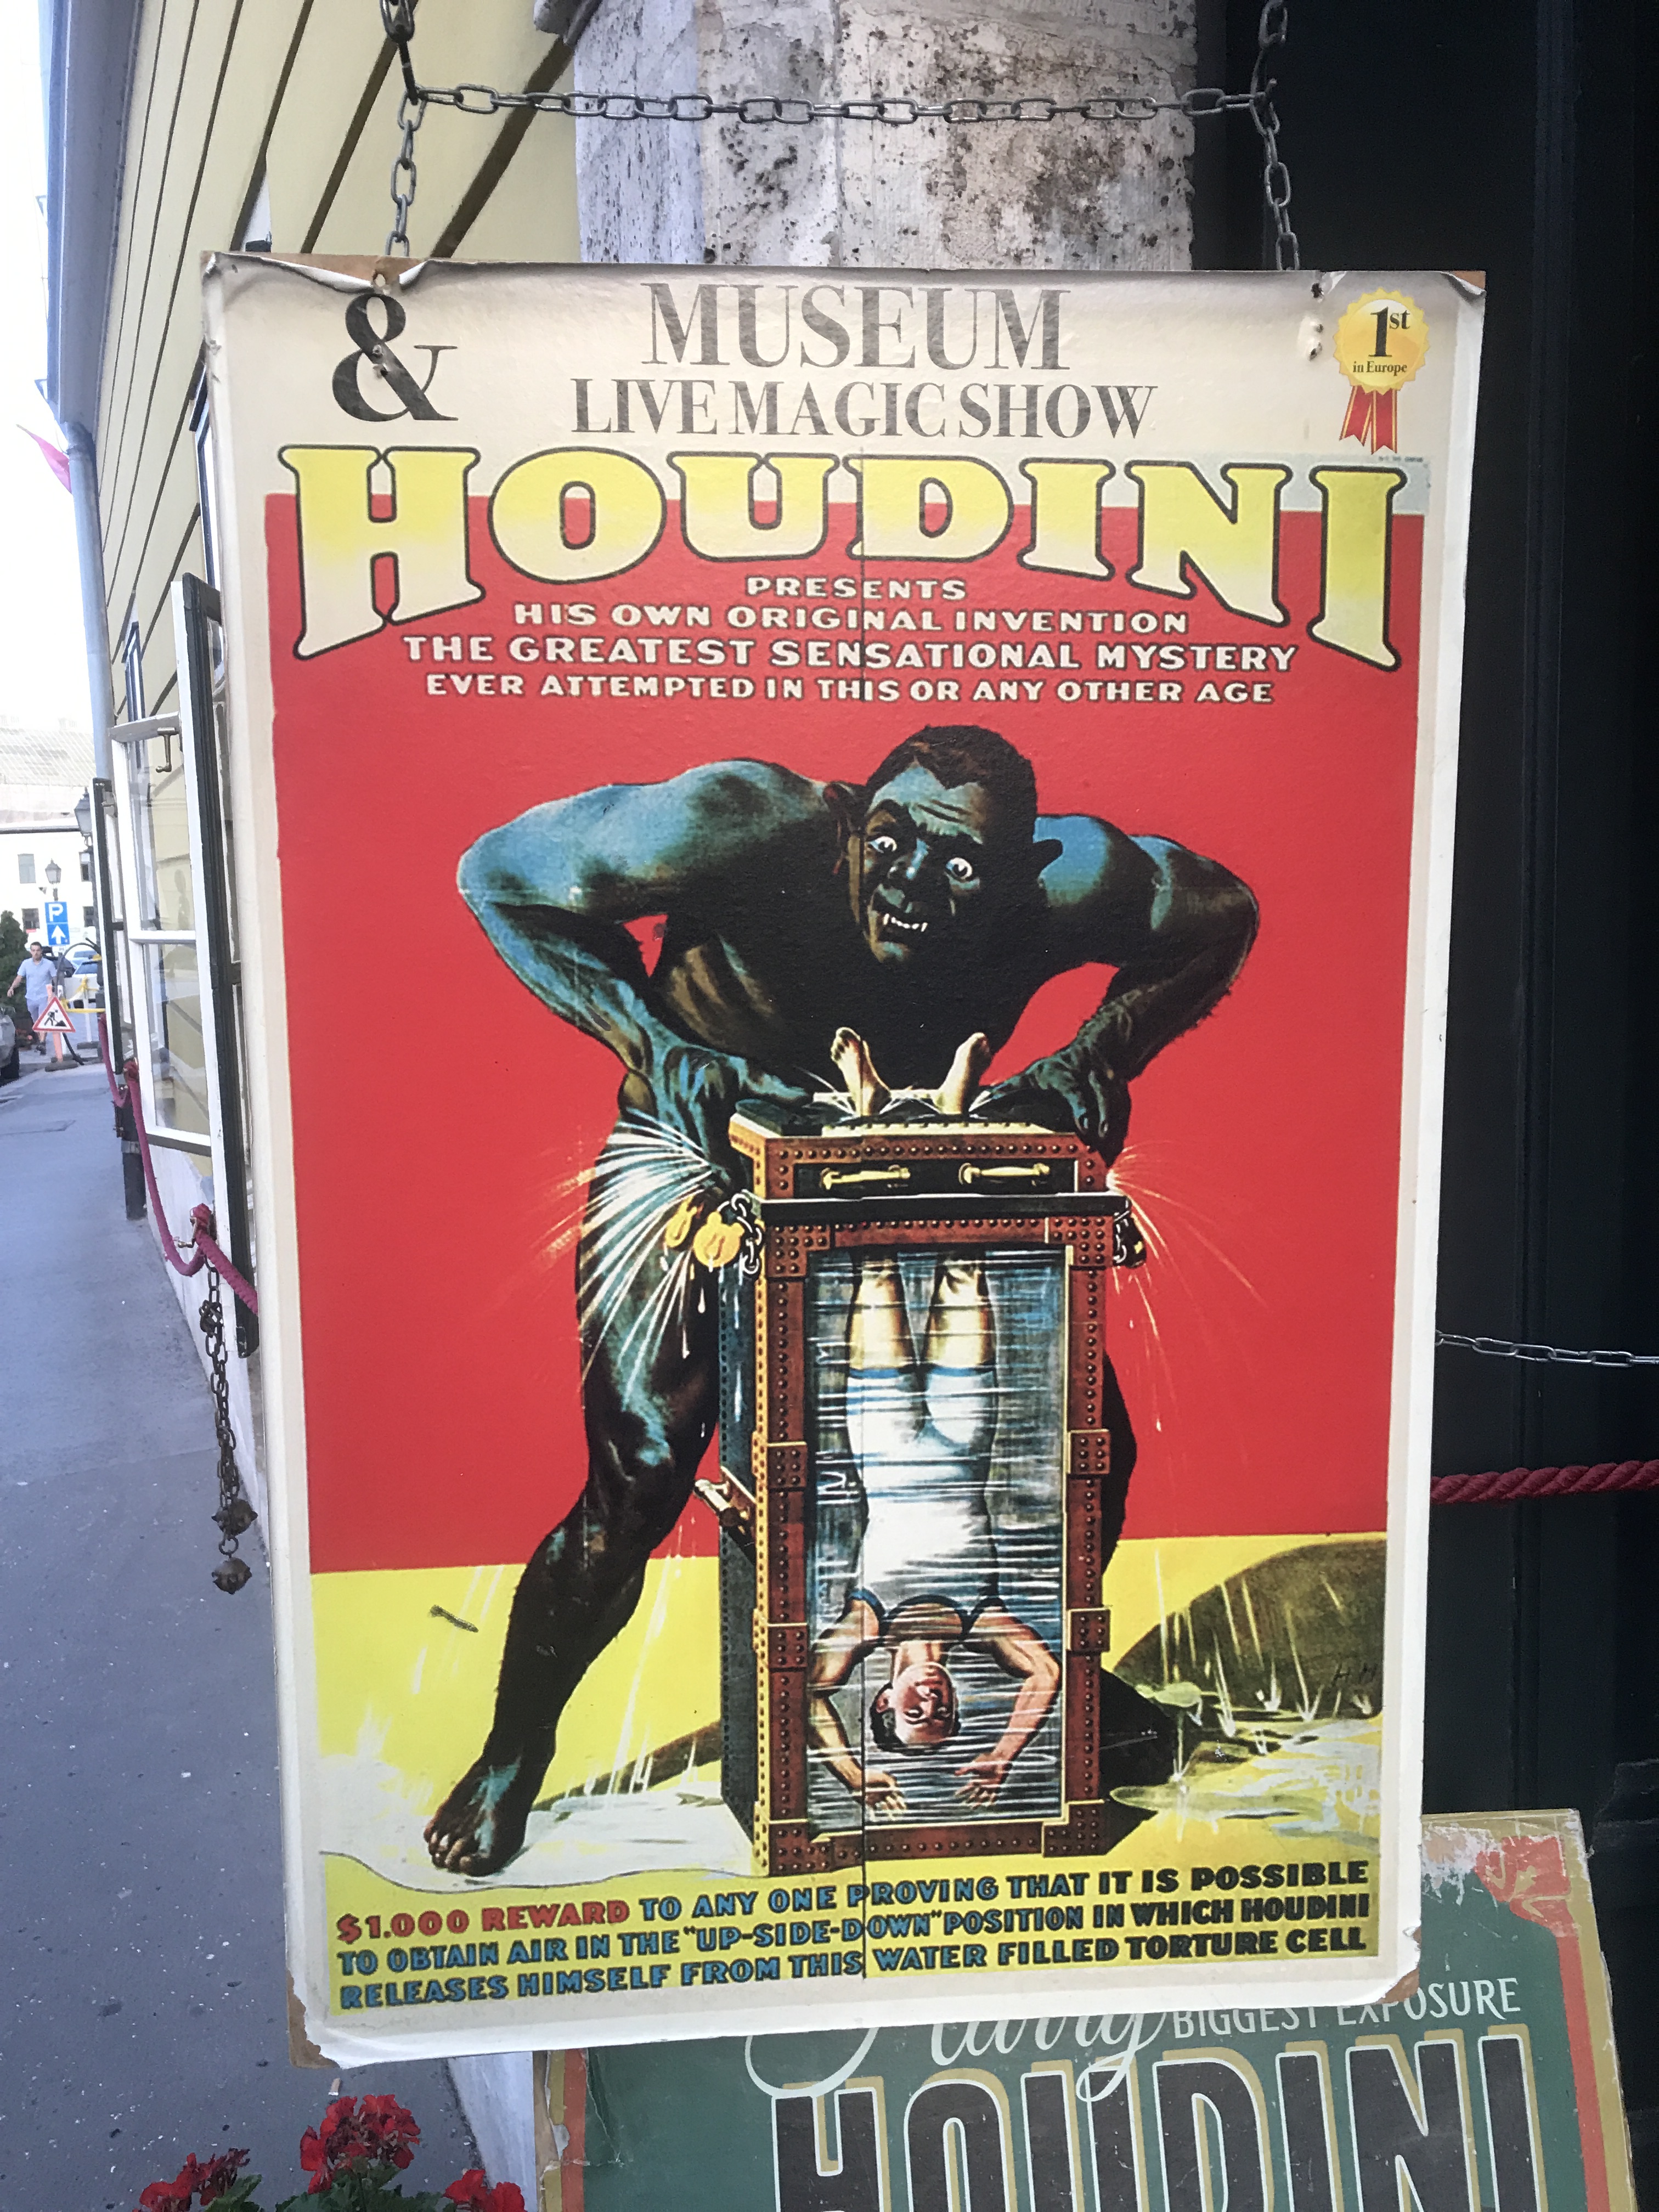 &
MUSEUM
LIVE MAGIC SHOW
1st
in Europe
HOUDINI
PRESENTS
HIS OWN ORIGINAL INVENTION
THE GREATEST SENSATIONAL MYSTERY
EVER ATTEMPTED IN THIS OR ANY OTHER AGE
P
H M
$1.000 REWARD TO ANY ONE PROVING THAT IT IS POSSIBLE
TO OBTAIN AIR IN THE "UP-SIDE-DOWN" POSITION IN WHICH HOUDINI
RELEASES HIMSELF FROM THIS WATER FILLED TORTURE CELL
Harry BIGGEST EXPOSURE
HOUDINI